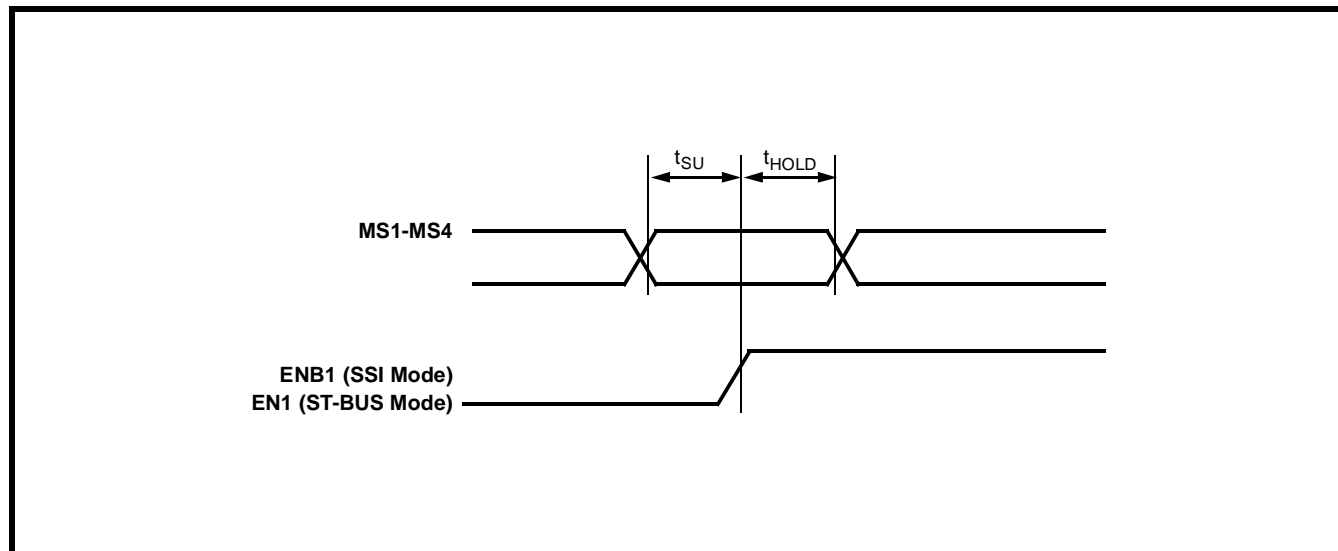 tSU tHOLD
MS1-MS4
ENB1 (SSI Mode)
EN1 (ST-BUS Mode)